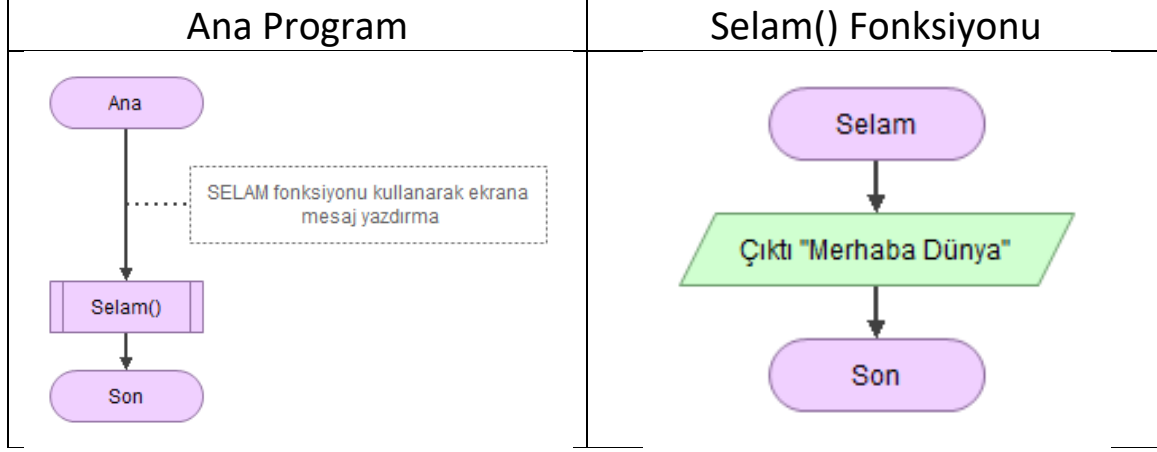 Ana Program
Selam() Fonksiyonu
Ana
SELAM fonksiyonu kullanarak ekrana
mesaj yazdırma
Selam()
Son
Selam
Çıktı "Merhaba Dünya"
Son